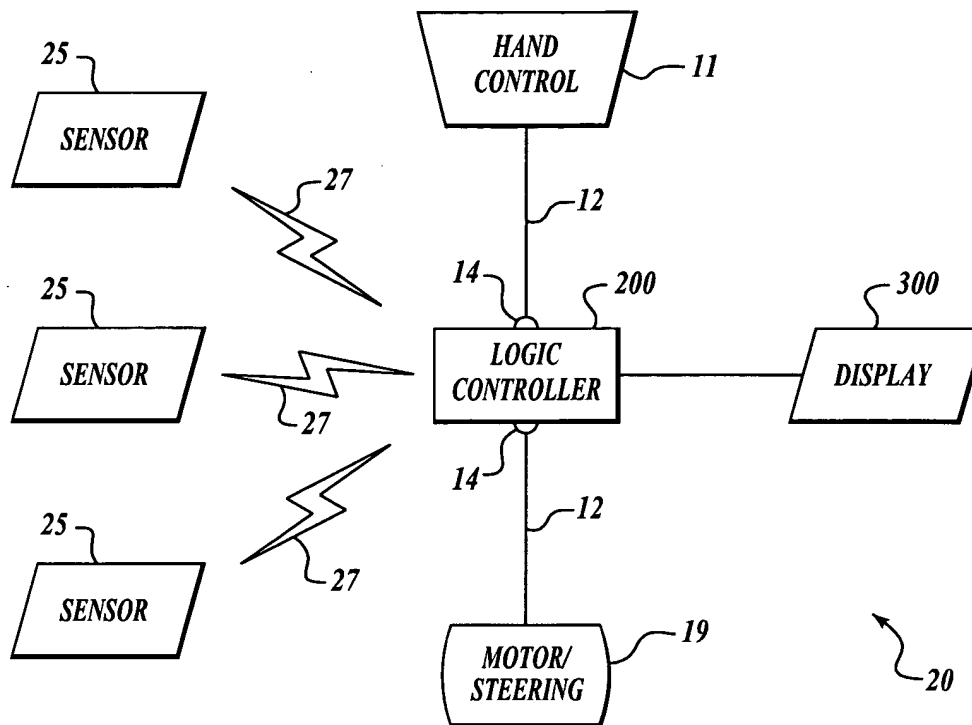 25
HAND
CONTROL
11
SENSOR
27
12
14
200
25
300
SENSOR
LOGIC
CONTROLLER
DISPLAY
27
14
12
25
27
SENSOR
19
MOTOR/
STEERING
20